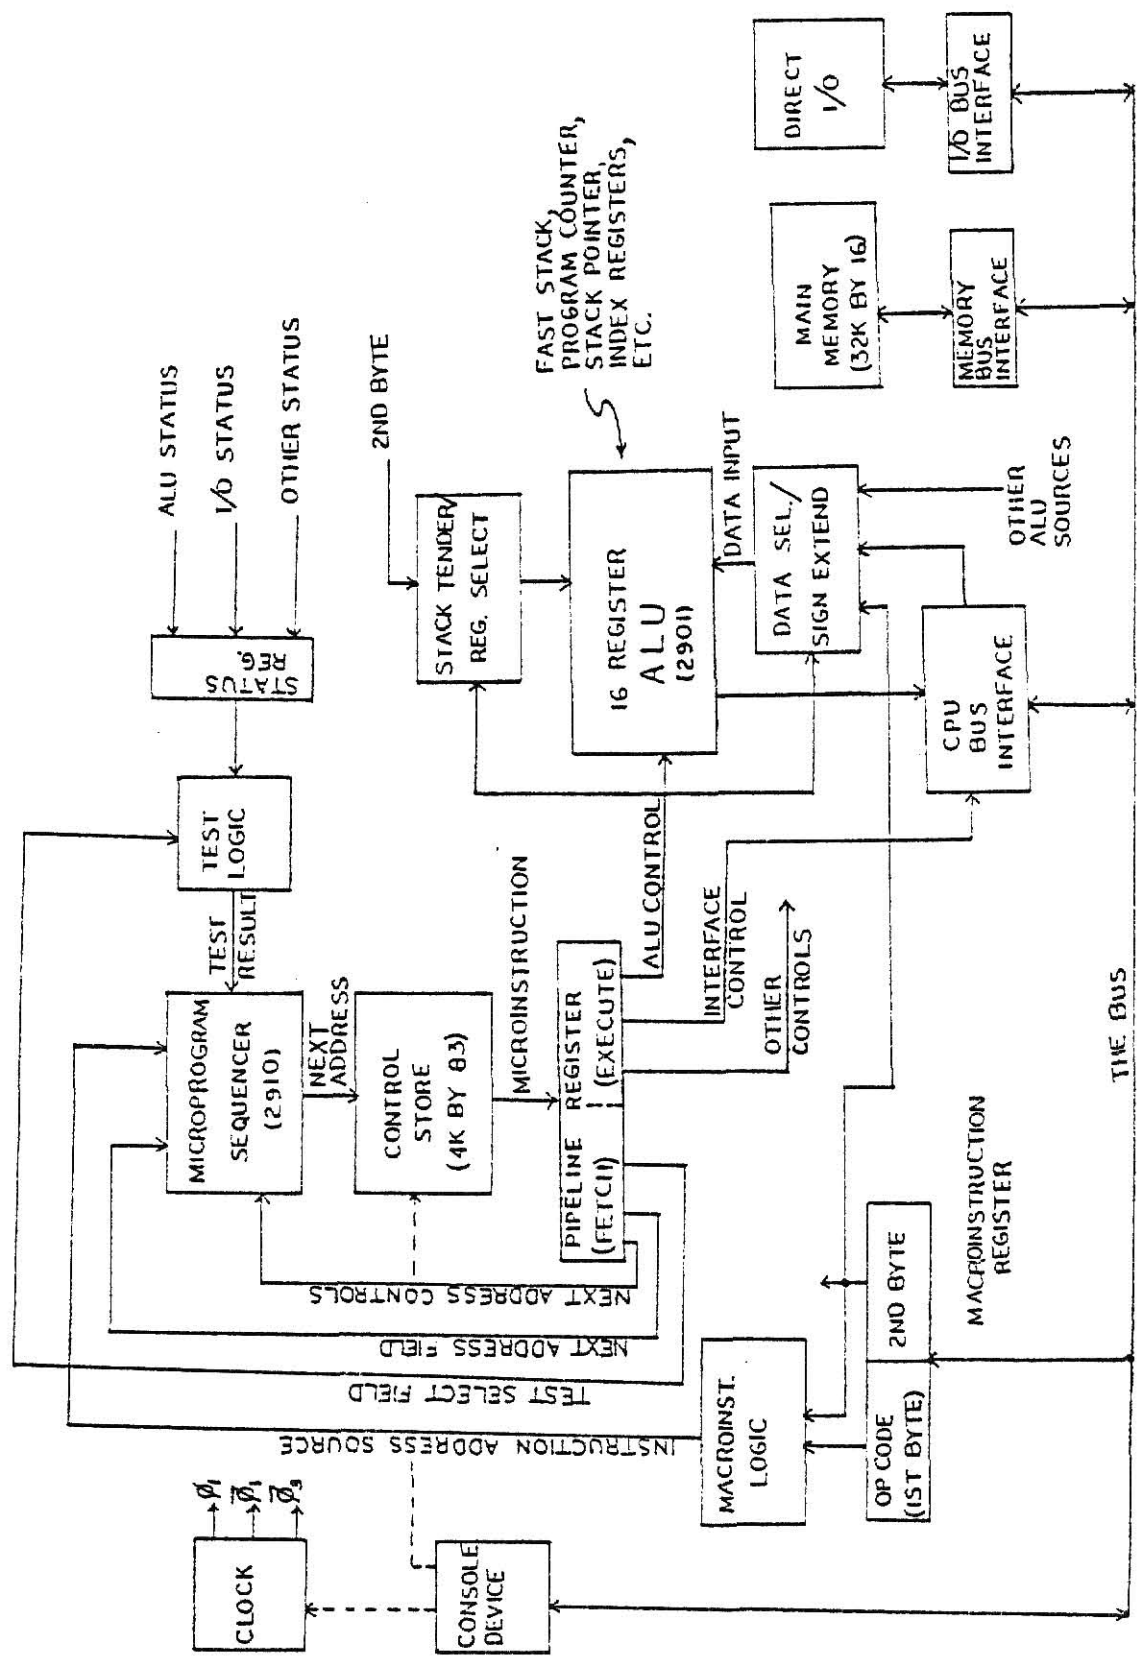 CLOCK
ø1
ø̅1
ø̅3
CONSOLE
DEVICE
INSTRUCTION ADDRESS SOURCE
TEST SELECT FIELD
NEXT ADDRESS FIELD
NEXT ADDRESS CONTROLS
MICROPROGRAM
SEQUENCER
(2910)
TEST
RESULT
TEST
LOGIC
STATUS
REG.
ALU STATUS
I/O STATUS
OTHER STATUS
NEXT
ADDRESS
CONTROL
STORE
(4K BY 83)
MICROINSTRUCTION
PIPELINE REGISTER
(FETCH) (EXECUTE)
ALU CONTROL
INTERFACE
CONTROL
OTHER
CONTROLS
2ND BYTE
STACK TENDER/
REG. SELECT
16 REGISTER
ALU
(2901)
FAST STACK,
PROGRAM COUNTER,
STACK POINTER,
INDEX REGISTERS,
ETC.
DATA INPUT
DATA SEL./
SIGN EXTEND
OTHER
ALU
SOURCES
MACROINST.
LOGIC
OP CODE
(1ST BYTE)
2ND BYTE
MACROINSTRUCTION
REGISTER
CPU
BUS
INTERFACE
MAIN
MEMORY
(32K BY 16)
MEMORY
BUS
INTERFACE
DIRECT
I/O
I/O BUS
INTERFACE
THE BUS